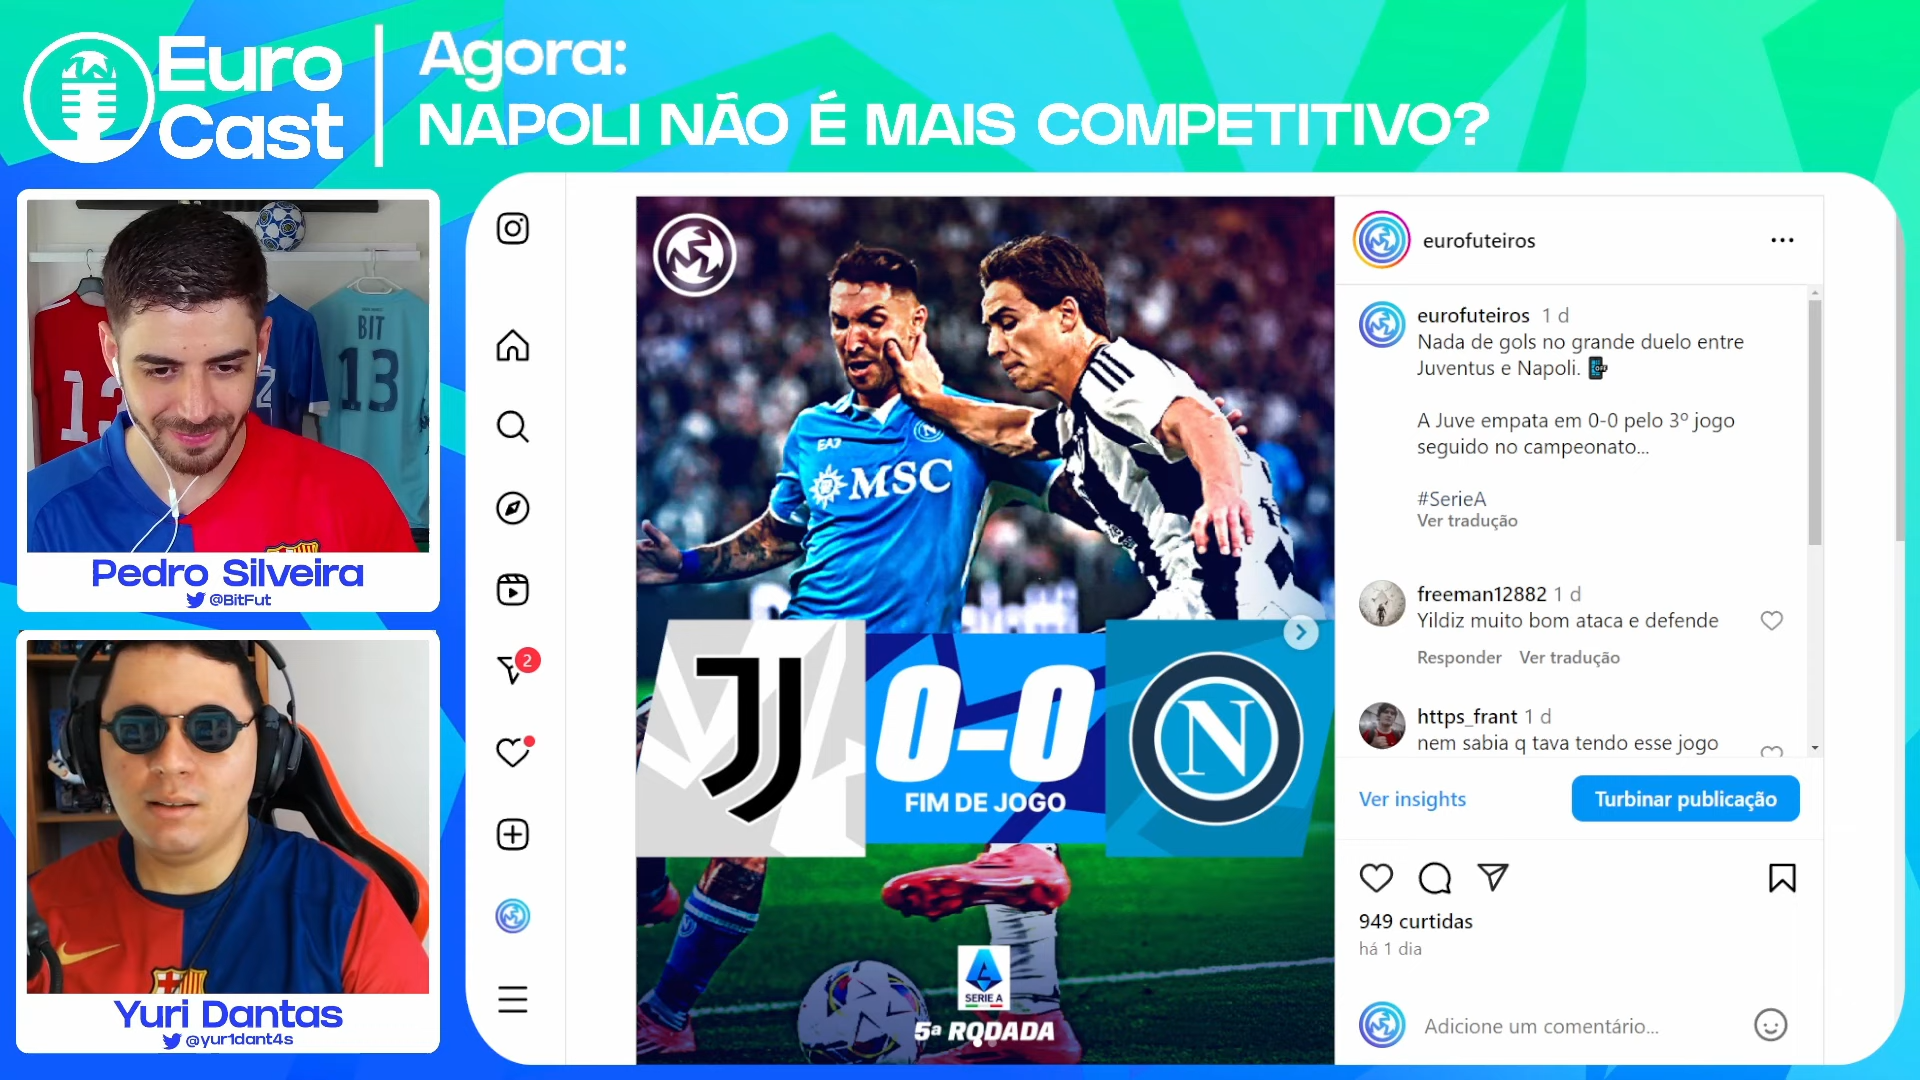 Euro
Cast
Agora:
NAPOLI NÃO É MAIS COMPETITIVO?
BIT
13
13
Pedro Silveira
@BitFut
Yuri Dantas
@yur1dant4s
2
EA7
MSC
N
0-0
FIM DE JOGO
N
SERIE A
5ª RODADA
eurofuteiros
eurofuteiros 1 d
Nada de gols no grande duelo entre
Juventus e Napoli.
A Juve empata em 0-0 pelo 3º jogo
seguido no campeonato...
#SerieA
Ver tradução
freeman12882 1 d
Yildiz muito bom ataca e defende
Responder Ver tradução
https_frant 1 d
nem sabia q tava tendo esse jogo
Ver insights
Turbinar publicação
949 curtidas
há 1 dia
Adicione um comentário...